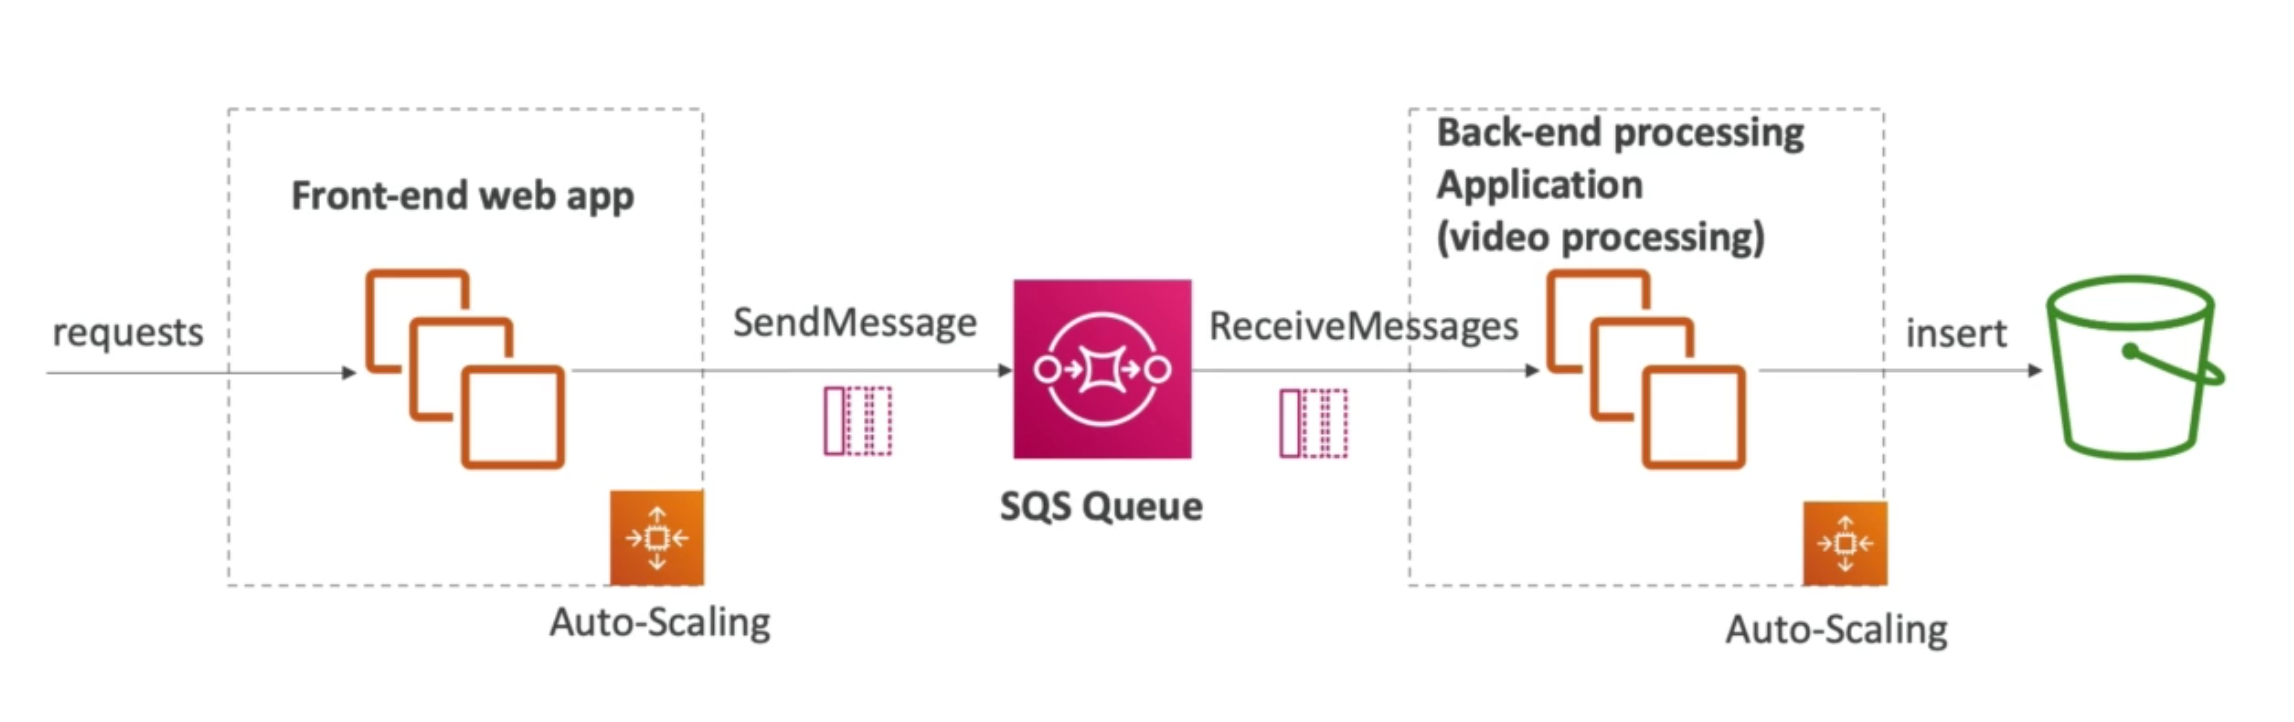 requests
Front-end web app
Auto-Scaling
SendMessage
SQS Queue
ReceiveMessages
Back-end processing
Application
(video processing)
Auto-Scaling
insert